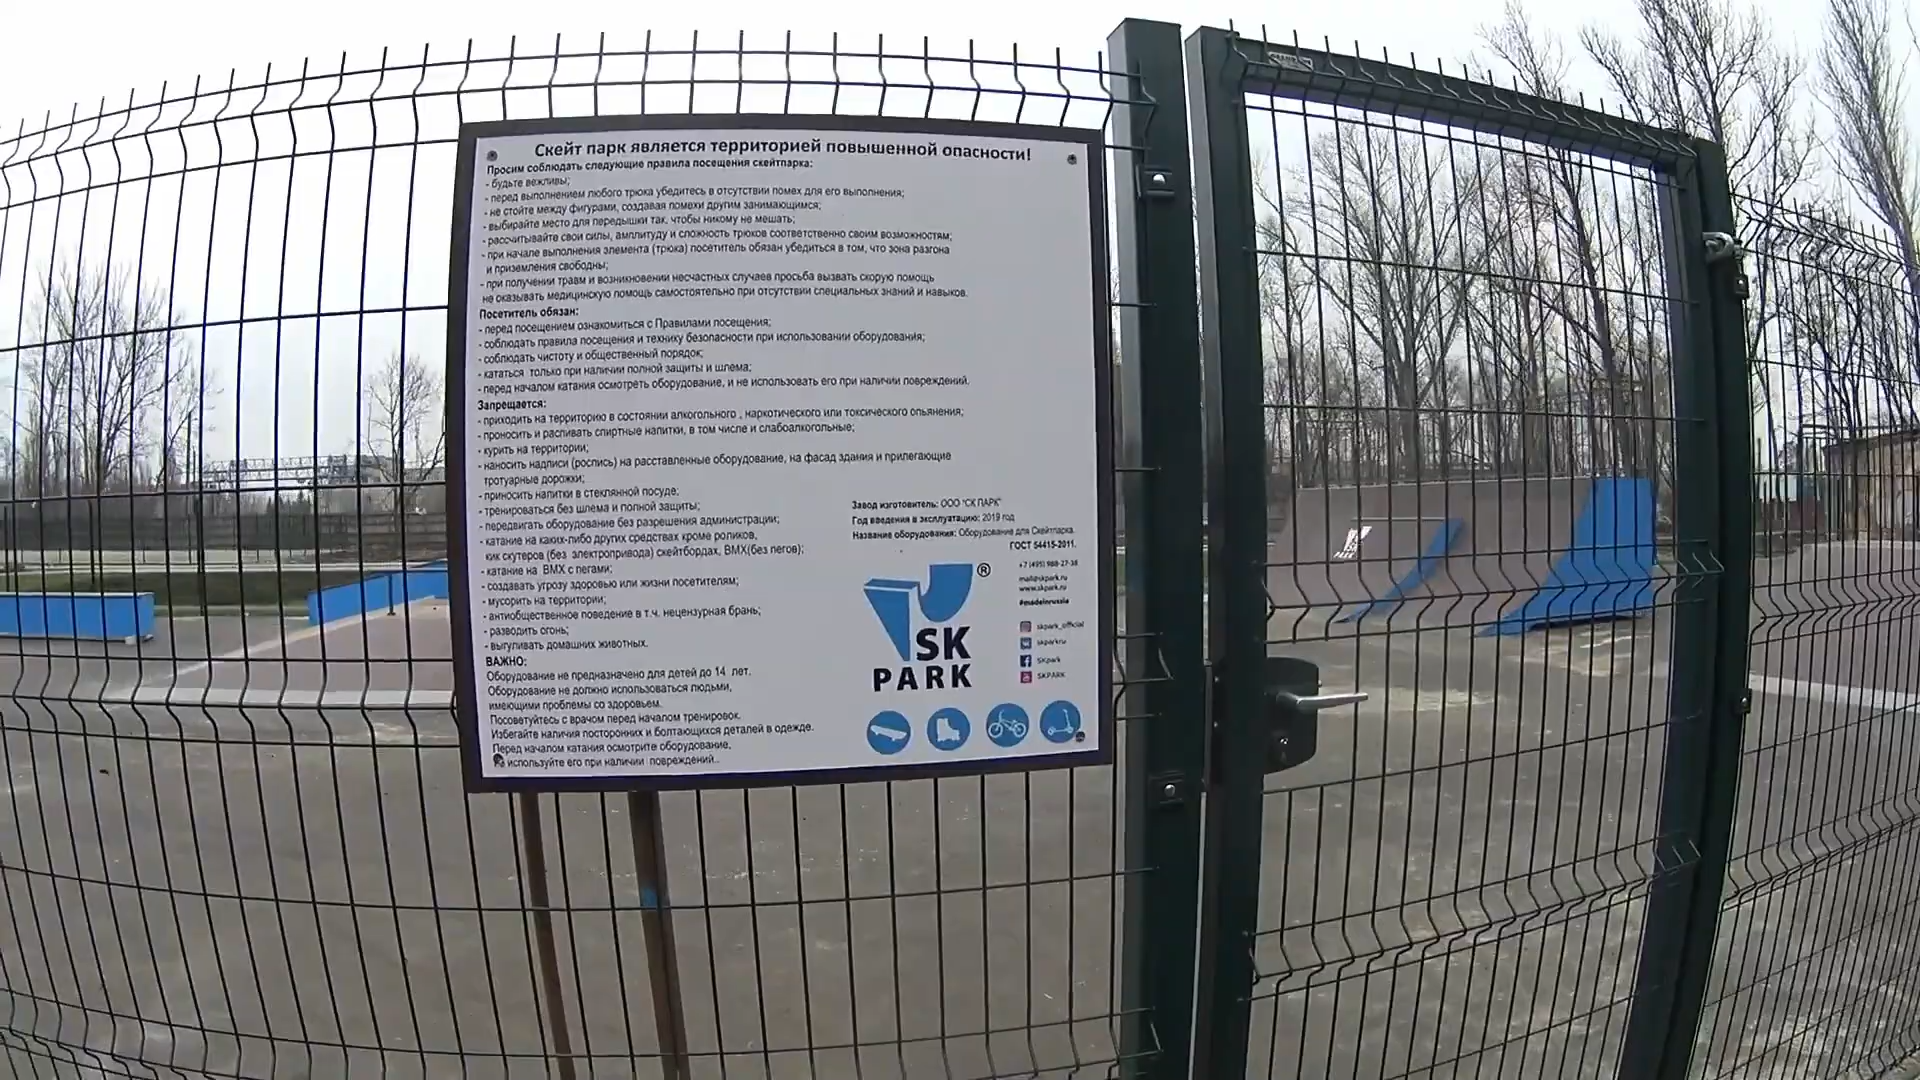 Скейт парк является территорией повышенной опасности!
Просим соблюдать следующие правила посещения скейтпарка:
- будьте вежливы;
- перед выполнением любого трюка убедитесь в отсутствии помех для его выполнения;
- не стойте между фигурами, создавая помехи другим занимающимся;
- выбирайте место для передышки так, чтобы никому не мешать;
- рассчитывайте свои силы, амплитуду и сложность трюков соответственно своим возможностям;
- при начале выполнения элемента (трюка) посетитель обязан убедиться в том, что зона разгона
и приземления свободны;
- при получении травм и возникновении несчастных случаев просьба вызвать скорую помощь
не оказывать медицинскую помощь самостоятельно при отсутствии специальных знаний и навыков.
Посетитель обязан:
- перед посещением ознакомиться с Правилами посещения;
- соблюдать правила посещения и технику безопасности при использовании оборудования;
- соблюдать чистоту и общественный порядок;
- кататься только при наличии полной защиты и шлема;
- перед началом катания осмотреть оборудование, и не использовать его при наличии повреждений.
Запрещается:
- приходить на территорию в состоянии алкогольного , наркотического или токсического опьянения;
- проносить и распивать спиртные напитки, в том числе и слабоалкогольные;
- курить на территории;
- наносить надписи (роспись) на расставленные оборудование, на фасад здания и прилегающие
тротуарные дорожки;
- приносить напитки в стеклянной посуде;
- тренироваться без шлема и полной защиты;
- передвигать оборудование без разрешения администрации;
- катание на каких-либо других средствах кроме роликов,
кик скутеров (без электропривода) скейтбордах, BMX(без пегов);
- катание на BMX с пегами;
- создавать угрозу здоровью или жизни посетителям;
- мусорить на территории;
- антиобщественное поведение в т.ч. нецензурная брань;
- разводить огонь;
- выгуливать домашних животных.
ВАЖНО:
Оборудование не предназначено для детей до 14 лет.
Оборудование не должно использоваться людьми,
имеющими проблемы со здоровьем.
Посоветуйтесь с врачом перед началом тренировок.
Избегайте наличия посторонних и болтающихся деталей в одежде.
Перед началом катания осмотрите оборудование,
Не используйте его при наличии повреждений..
Завод изготовитель: ООО "СК ПАРК"
Год введения в эксплуатацию: 2019 год
Название оборудования: Оборудование для Скейтпарка.
ГОСТ 54415-2011.
+7 (495) 988-27-38
mail@skpark.ru
www.skpark.ru
#madeinrussia
skpark_official
skparkru
SKpark
SKPARK
®
SK
PARK